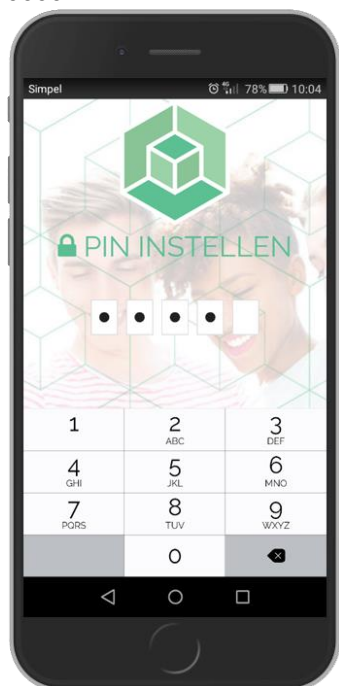 Simpel 4G 78% 10:04
PIN INSTELLEN
1 2 3
ABC DEF
4 5 6
GHI JKL MNO
7 8 9
PQRS TUV WXYZ
0